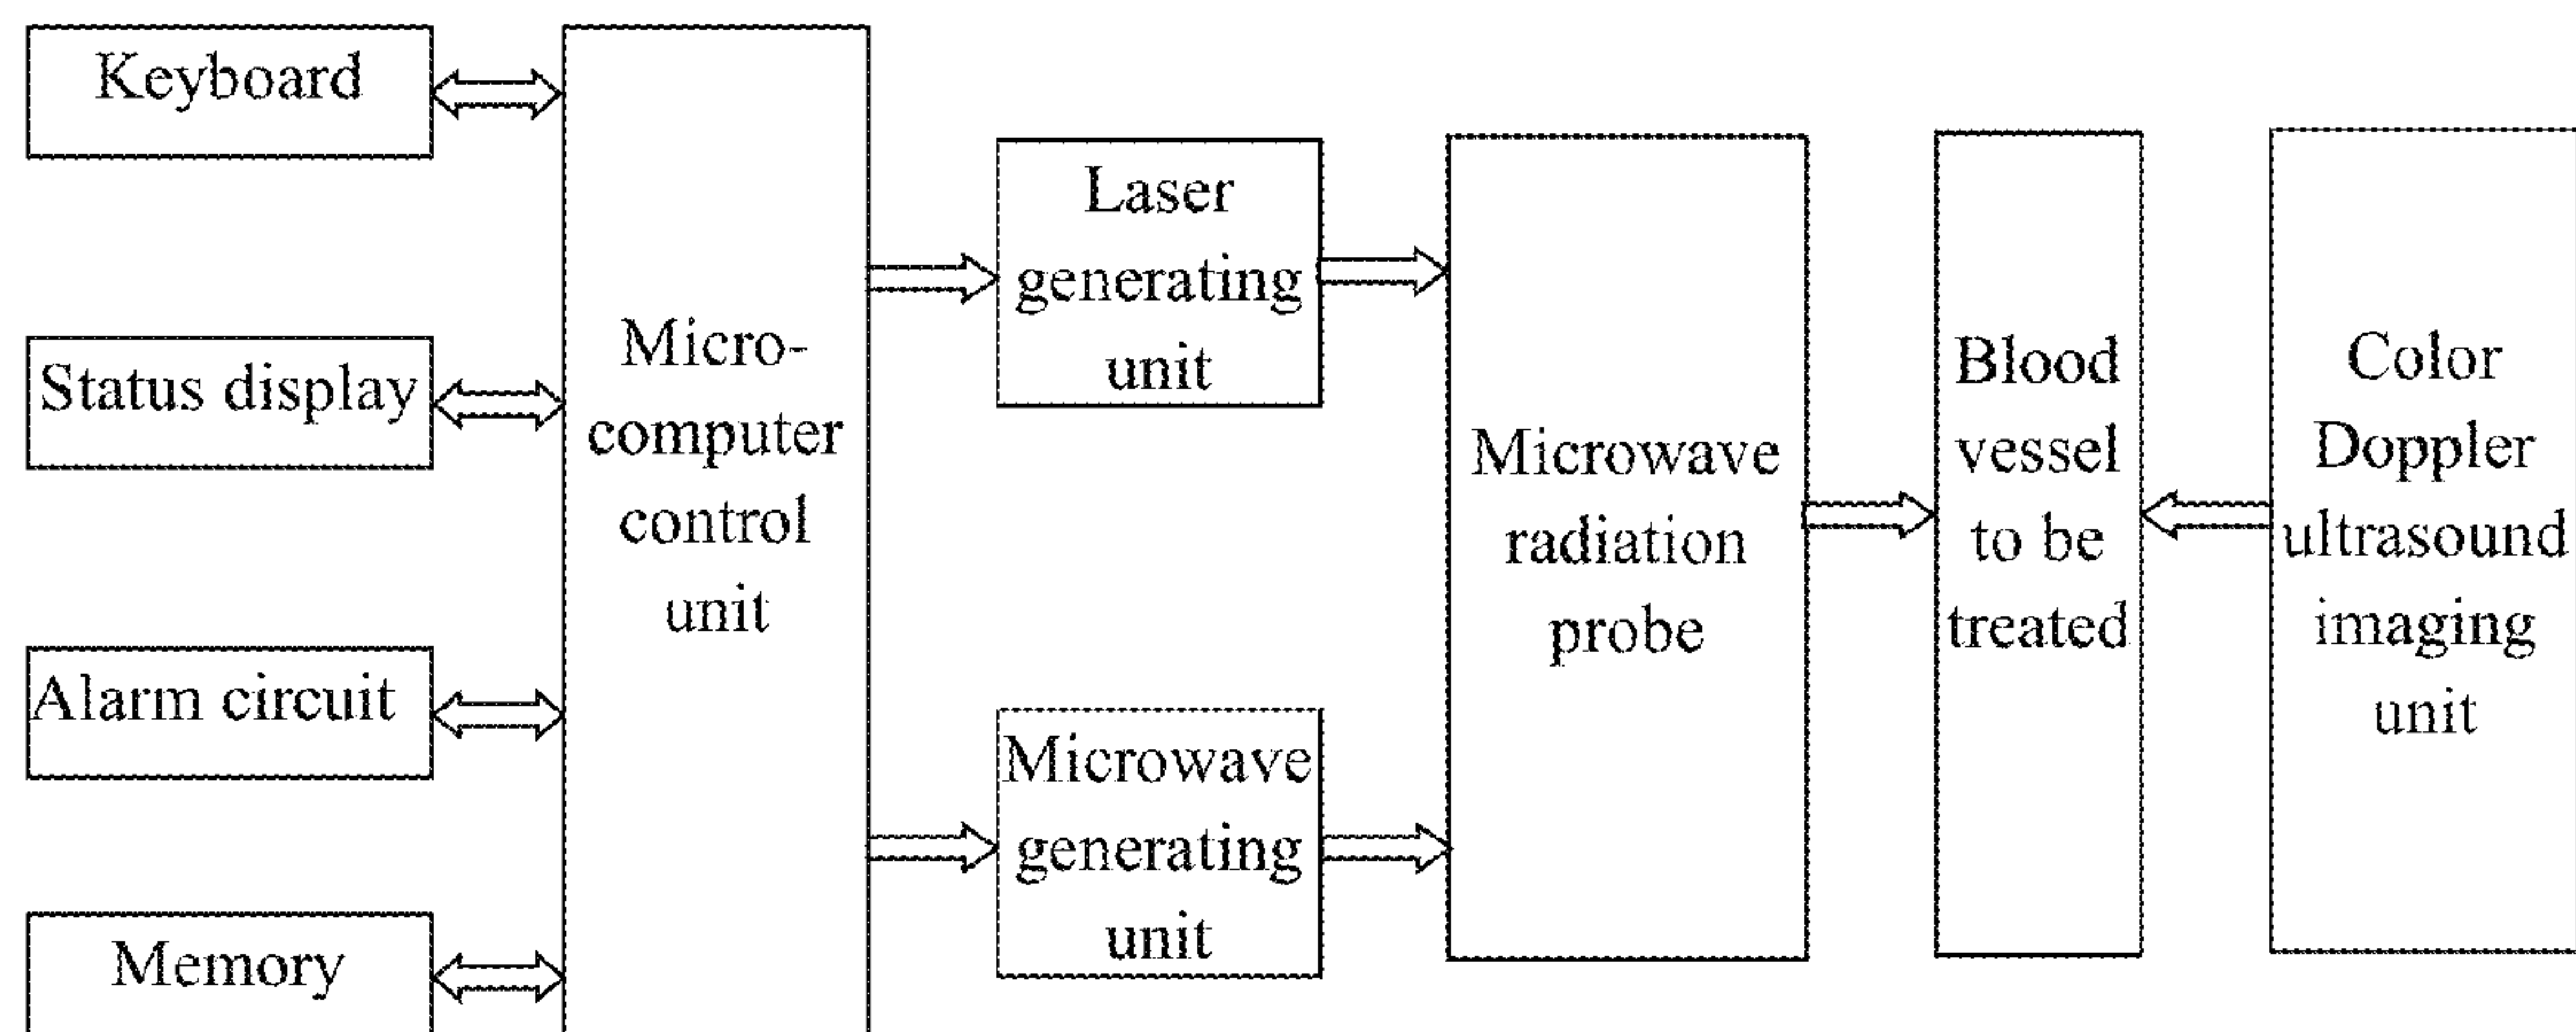 Keyboard
Status display
Alarm circuit
Memory
Micro-
computer
control
unit
Laser
generating
unit
Microwave
generating
unit
Microwave
radiation
probe
Blood
vessel
to be
treated
Color
Doppler
ultrasound
imaging
unit